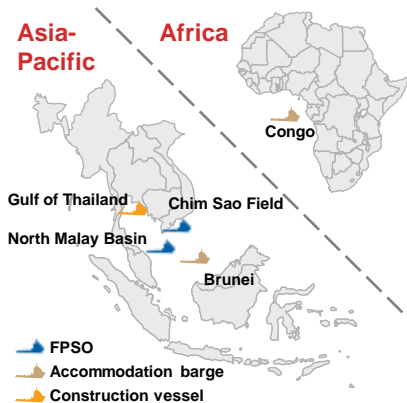 Asia-
Pacific
Africa
Congo
Gulf of Thailand
Chim Sao Field
North Malay Basin
Brunei
FPSO
Accommodation barge
Construction vessel